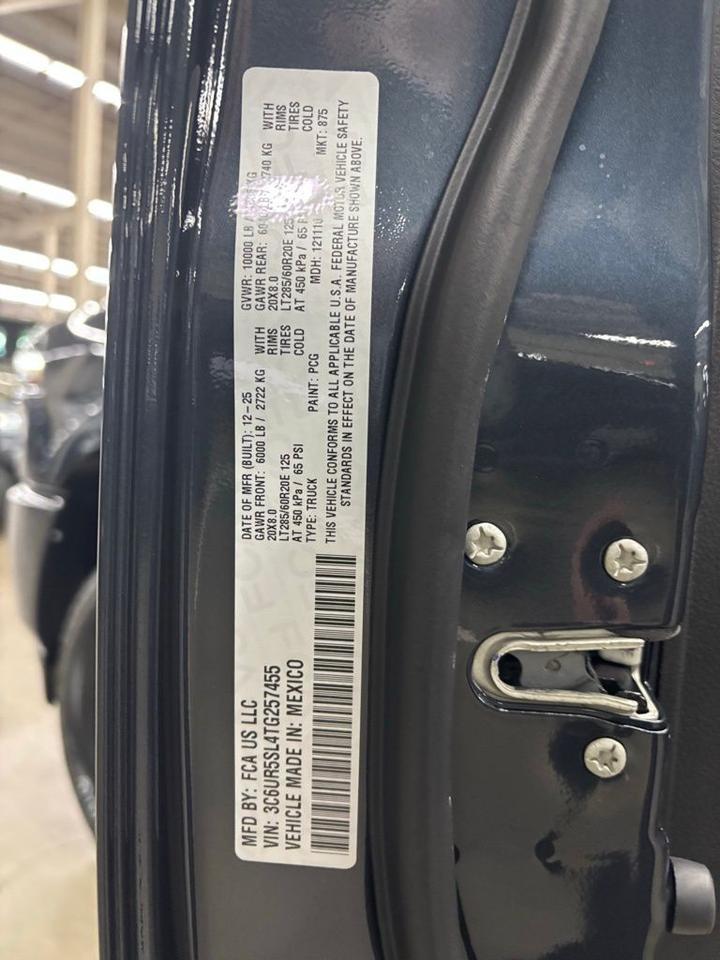 MFD BY: FCA US LLC
VIN: 3C6UR5SL4TG257455
VEHICLE MADE IN: MEXICO
DATE OF MFR (BUILT): 12-25 GVWR: 10000 LB / KG
GAWR FRONT: 6000 LB / 2722 KG WITH GAWR REAR: 2740 KG WITH
20X8.0 RIMS 20X8.0 RIMS
LT285/60R20E 125 TIRES LT285/60R20E 125 TIRES
AT 450 kPa / 65 PSI COLD AT 450 kPa / 65 COLD
TYPE: TRUCK PAINT: PCG MDH: MKT: 875
THIS VEHICLE CONFORMS TO ALL APPLICABLE U.S.A. FEDERAL MOTOR VEHICLE SAFETY
STANDARDS IN EFFECT ON THE DATE OF MANUFACTURE SHOWN ABOVE.